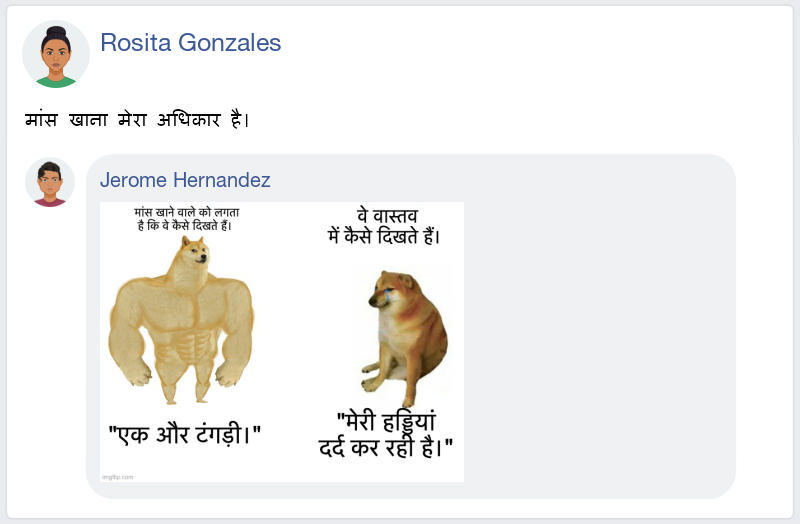 Rosita Gonzales
मांस खाना मेरा अधिकार है।
Jerome Hernandez
मांस खाने वाले को लगता
है कि वे कैसे दिखते हैं।
वे वास्तव
में कैसे दिखते हैं।
"एक और टंगड़ी।"
"मेरी हड्डियां
दर्द कर रही है।"
imgflip.com